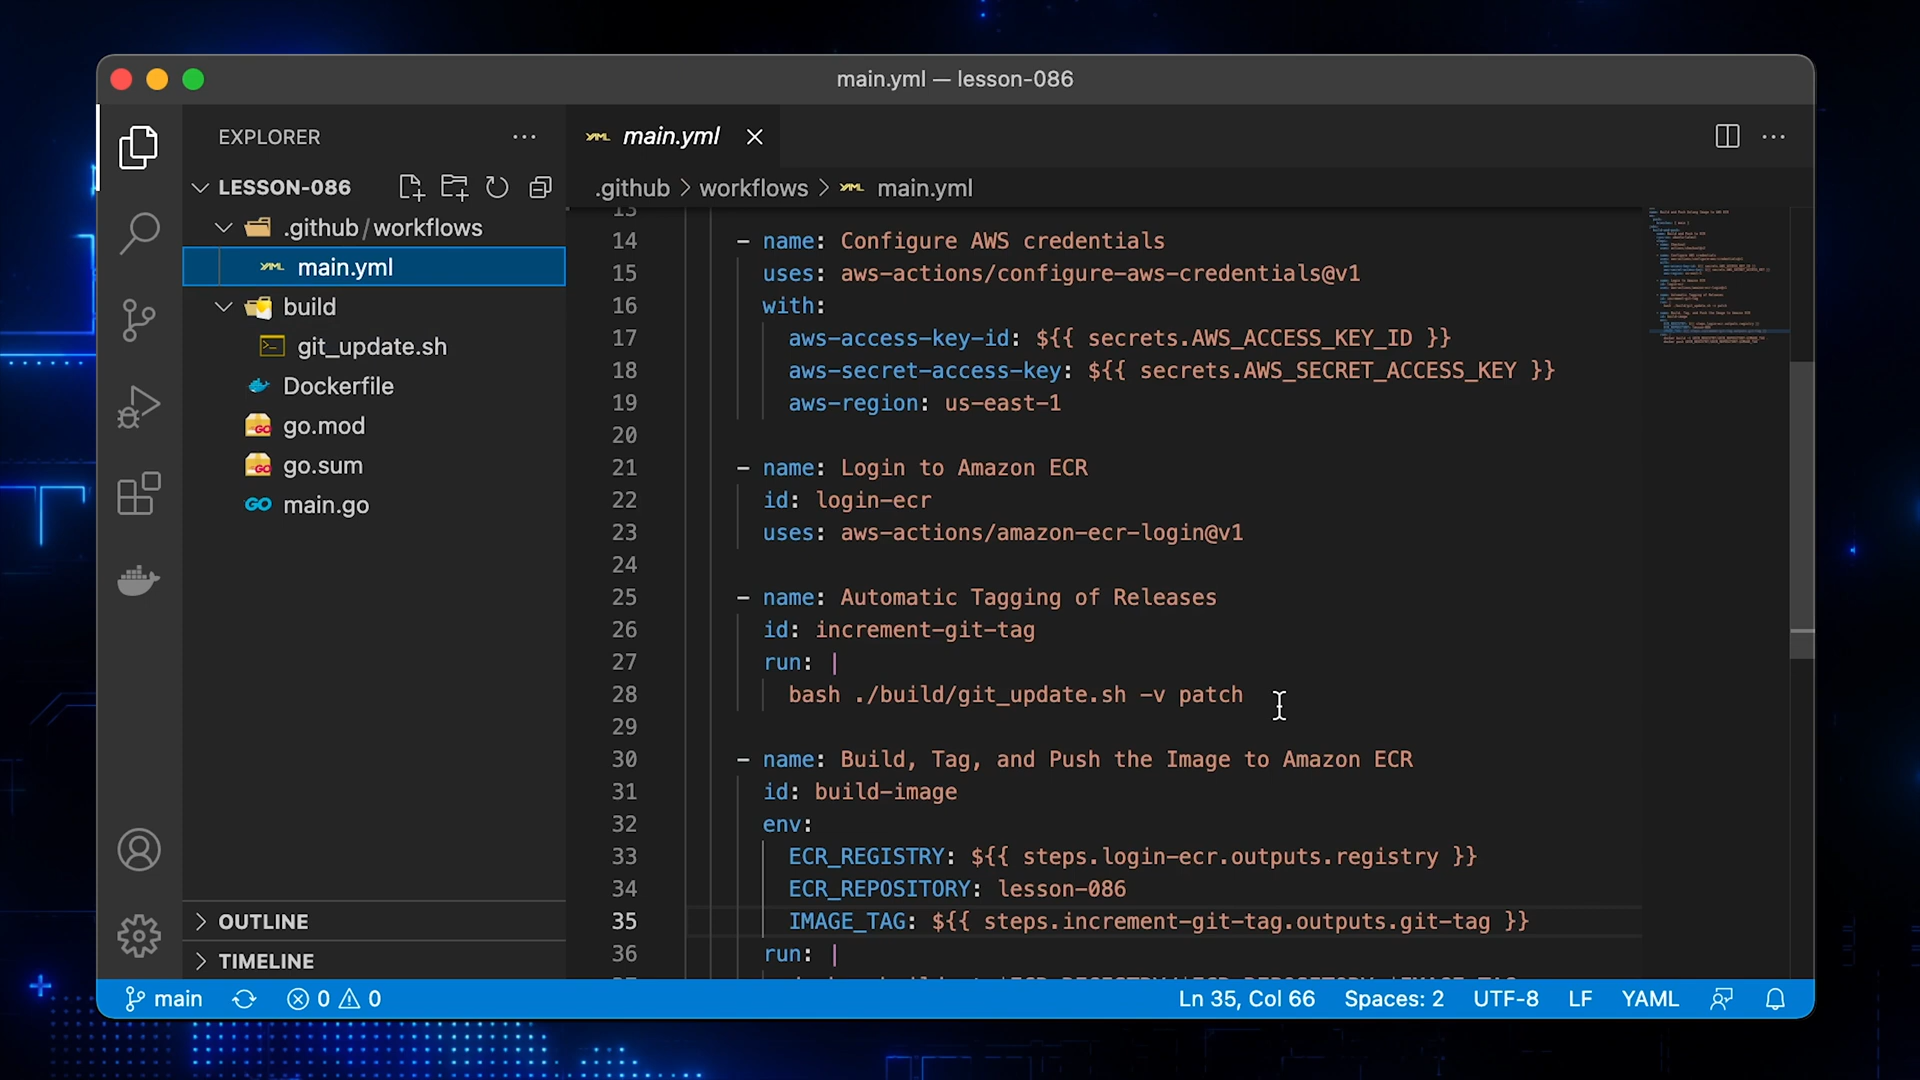 main.yml — lesson-086
EXPLORER
main.yml
LESSON-086
.github > workflows > main.yml
.github / workflows
main.yml
build
git_update.sh
Dockerfile
go.mod
go.sum
main.go
OUTLINE
TIMELINE
13
14 - name: Configure AWS credentials
15 uses: aws-actions/configure-aws-credentials@v1
16 with:
17 aws-access-key-id: ${{ secrets.AWS_ACCESS_KEY_ID }}
18 aws-secret-access-key: ${{ secrets.AWS_SECRET_ACCESS_KEY }}
19 aws-region: us-east-1
20
21 - name: Login to Amazon ECR
22 id: login-ecr
23 uses: aws-actions/amazon-ecr-login@v1
24
25 - name: Automatic Tagging of Releases
26 id: increment-git-tag
27 run: |
28 bash ./build/git_update.sh -v patch
29
30 - name: Build, Tag, and Push the Image to Amazon ECR
31 id: build-image
32 env:
33 ECR_REGISTRY: ${{ steps.login-ecr.outputs.registry }}
34 ECR_REPOSITORY: lesson-086
35 IMAGE_TAG: ${{ steps.increment-git-tag.outputs.git-tag }}
36 run: |
main 0 0 Ln 35, Col 66 Spaces: 2 UTF-8 LF YAML